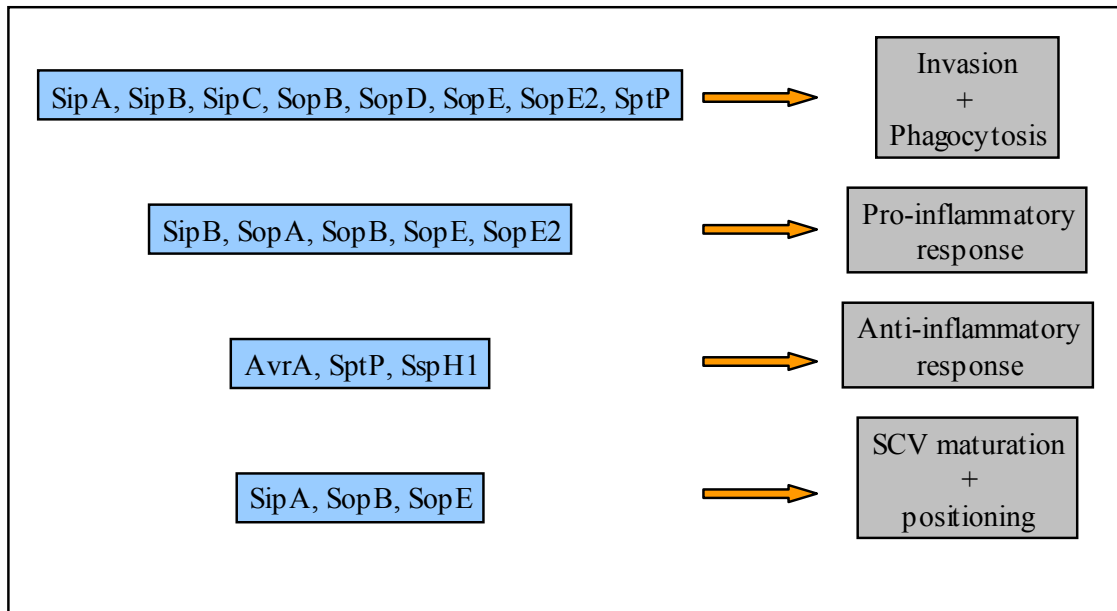 SipA, SipB, SipC, SopB, SopD, SopE, SopE2, SptP
Invasion
+
Phagocytosis
SipB, SopA, SopB, SopE, SopE2
Pro-inflammatory
response
AvrA, SptP, SspH1
Anti-inflammatory
response
SipA, SopB, SopE
SCV maturation
+
positioning